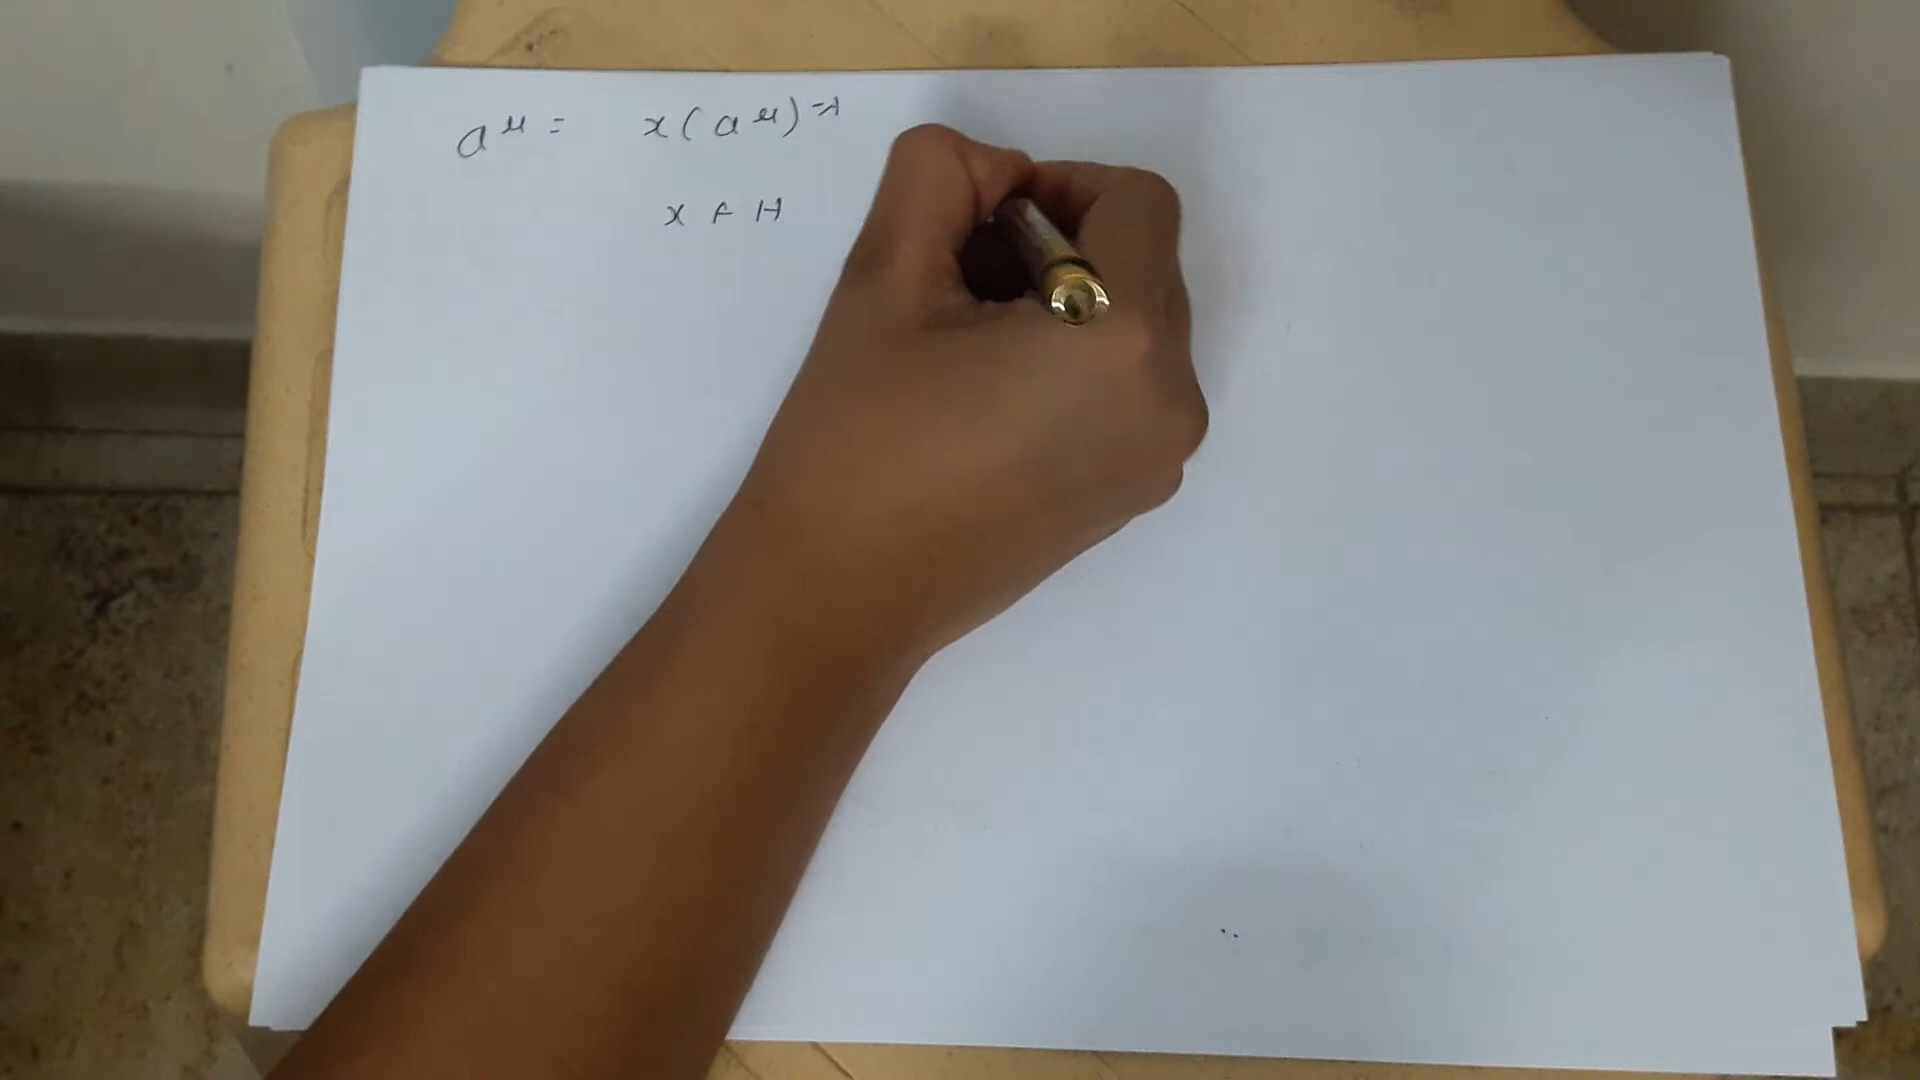 a^н = x(a^н)^-1
x F H